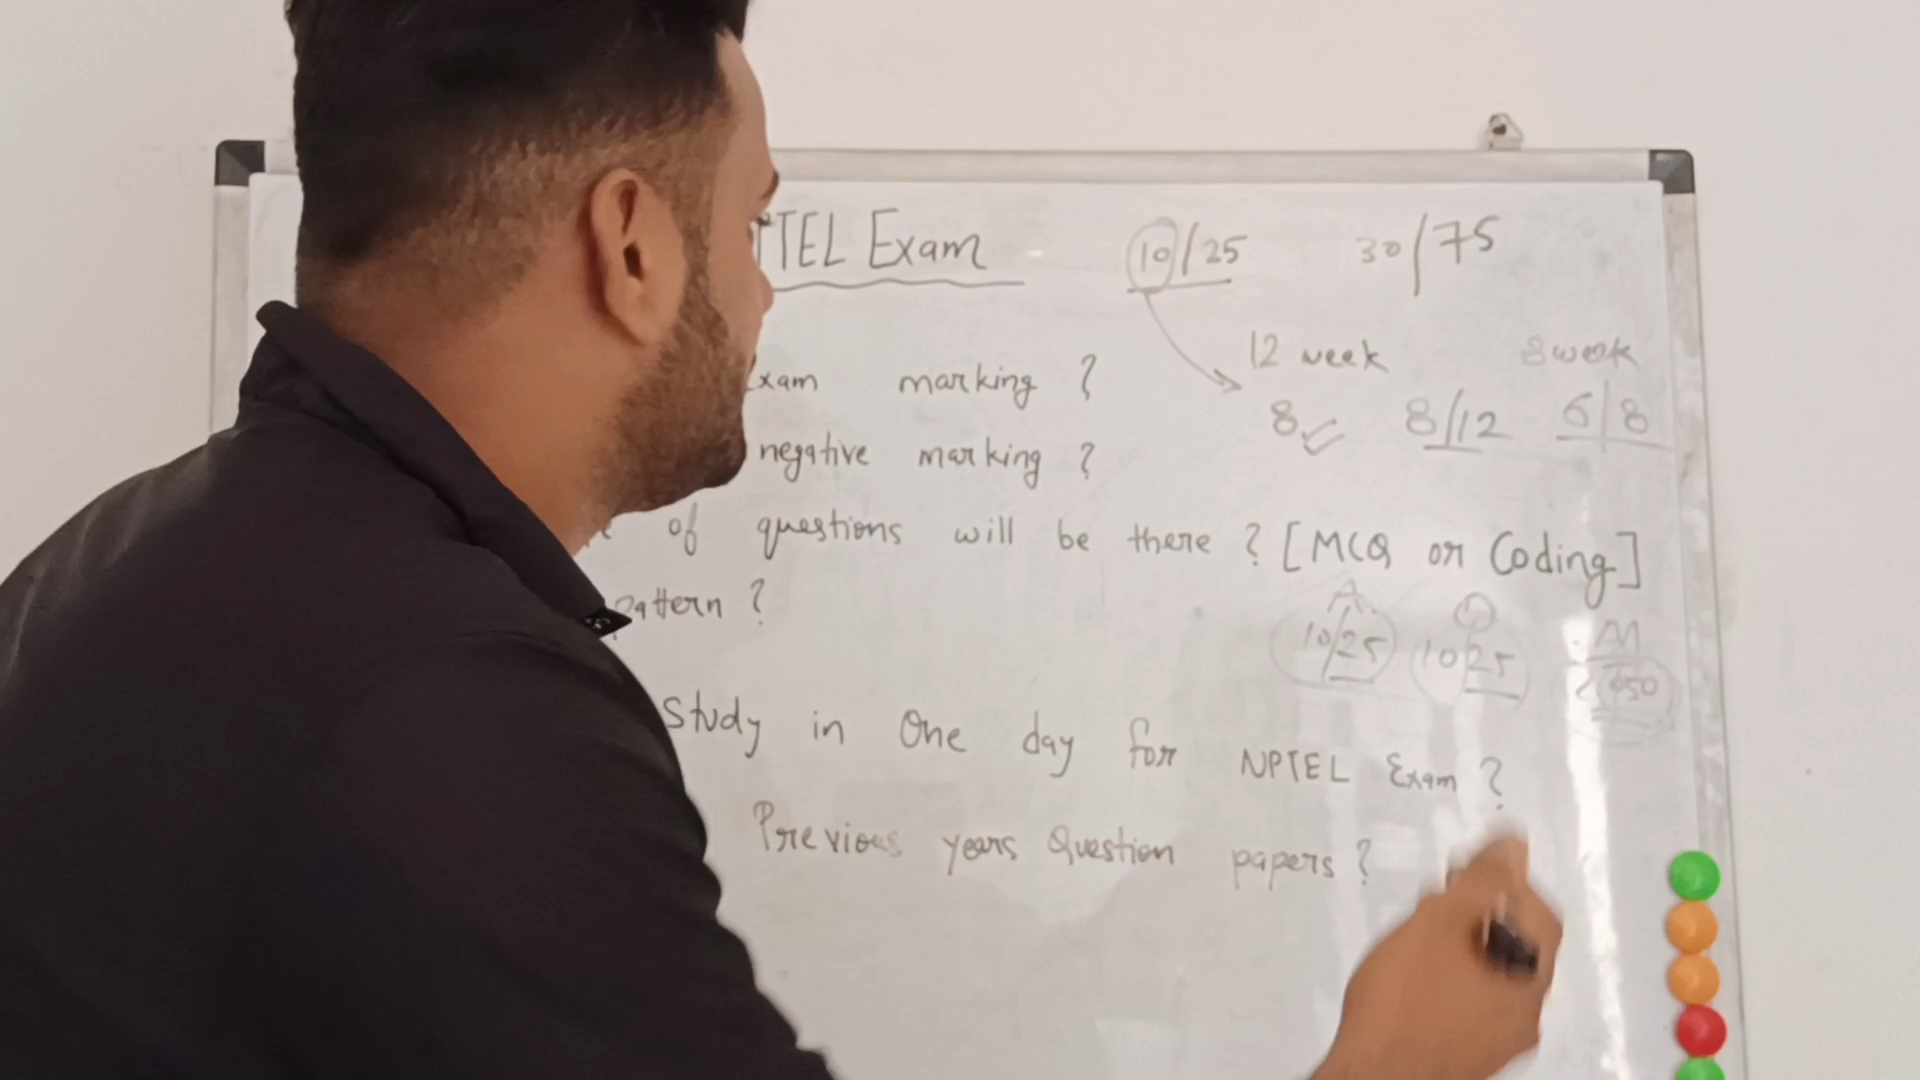 TEL Exam 10/25 30/75
12 week 8 week
xam marking ? 8 8/12 6/8
negative marking ?
of questions will be there ? [MCQ or Coding]
pattern ? A
10/25 10/25 M
Study in One day for NPTEL Exam ?
Previous years Question papers ?